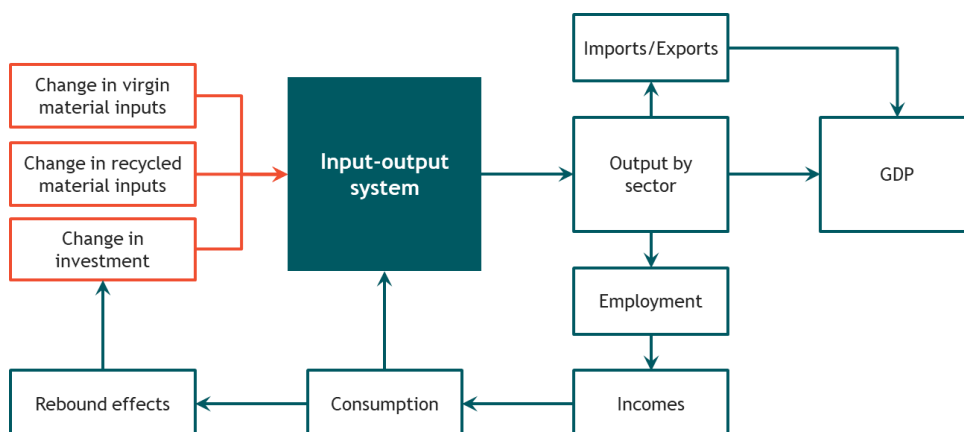 Change in virgin
material inputs
Change in recycled
material inputs
Change in
investment
Input-output
system
Imports/Exports
Output by
sector
GDP
Employment
Rebound effects
Consumption
Incomes